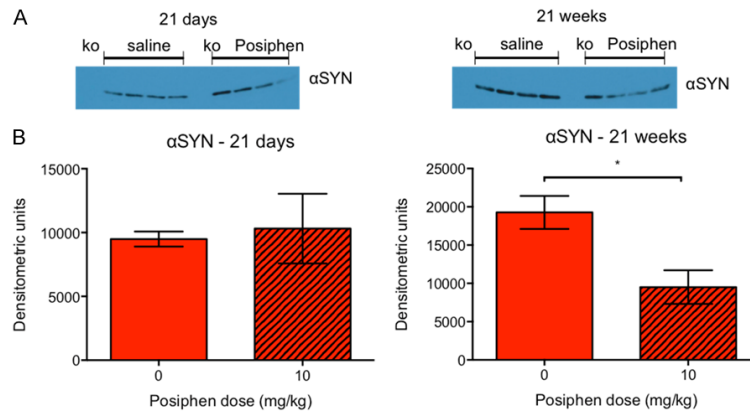 A
21 days
21 weeks
ko saline ko Posiphen
αSYN
ko saline ko Posiphen
αSYN
B
αSYN - 21 days
15000
10000
5000
0
Densitometric units
0
10
Posiphen dose (mg/kg)
αSYN - 21 weeks
*
25000
20000
15000
10000
5000
0
Densitometric units
0
10
Posiphen dose (mg/kg)